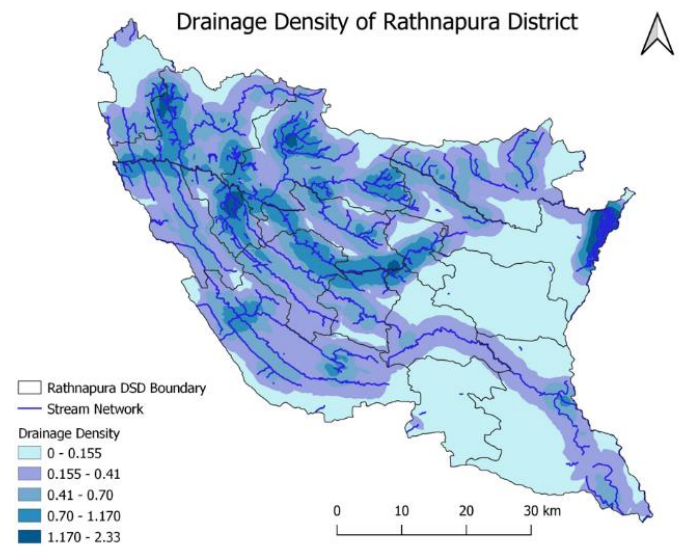 Drainage Density of Rathnapura District
Rathnapura DSD Boundary
Stream Network
Drainage Density
0 - 0.155
0.155 - 0.41
0.41 - 0.70
0.70 - 1.170
1.170 - 2.33
0 10 20 30 km